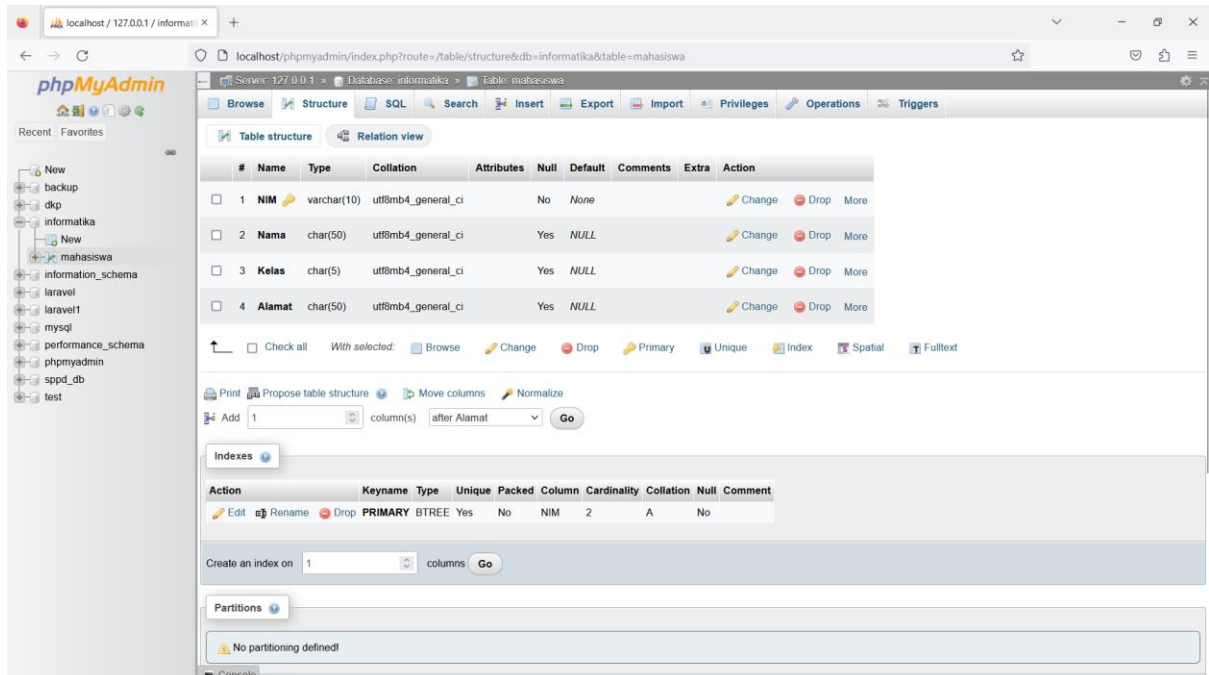 localhost / 127.0.0.1 / informati
localhost/phpmyadmin/index.php?route=/table/structure&db=informatika&table=mahasiswa
phpMyAdmin
Recent Favorites
New
backup
dkp
informatika
New
mahasiswa
information_schema
laravel
laravel1
mysql
performance_schema
phpmyadmin
sppd_db
test
Server: 127.0.0.1 » Database: informatika » Table: mahasiswa
Browse Structure SQL Search Insert Export Import Privileges Operations Triggers
Table structure Relation view
# Name Type Collation Attributes Null Default Comments Extra Action
1 NIM varchar(10) utf8mb4_general_ci No None Change Drop More
2 Nama char(50) utf8mb4_general_ci Yes NULL Change Drop More
3 Kelas char(5) utf8mb4_general_ci Yes NULL Change Drop More
4 Alamat char(50) utf8mb4_general_ci Yes NULL Change Drop More
Check all With selected: Browse Change Drop Primary Unique Index Spatial Fulltext
Print Propose table structure Move columns Normalize
Add 1 column(s) after Alamat Go
Indexes
Action Keyname Type Unique Packed Column Cardinality Collation Null Comment
Edit Rename Drop PRIMARY BTREE Yes No NIM 2 A No
Create an index on 1 columns Go
Partitions
No partitioning defined!
Console